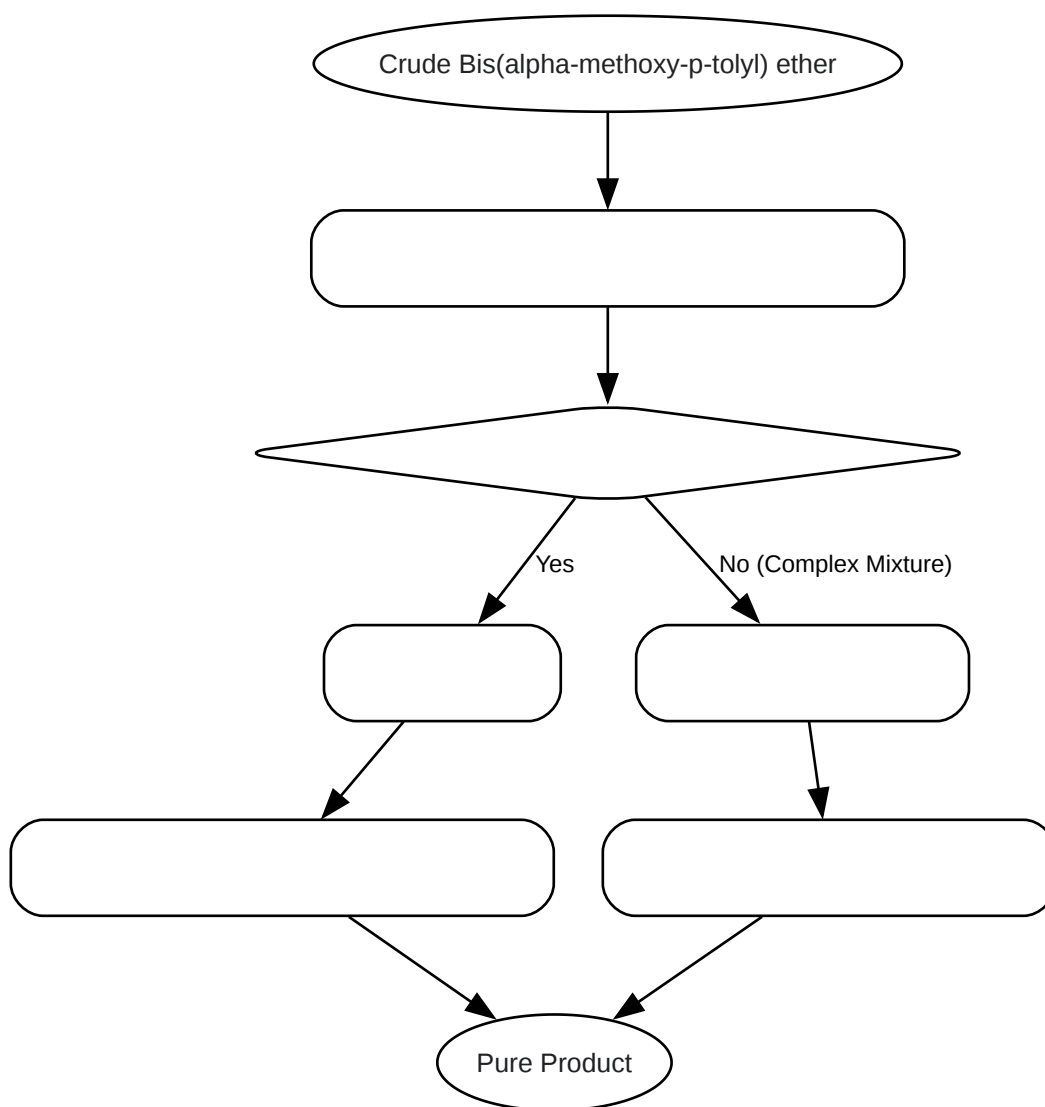 Crude Bis(alpha-methoxy-p-tolyl) ether
Yes
No (Complex Mixture)
Pure Product